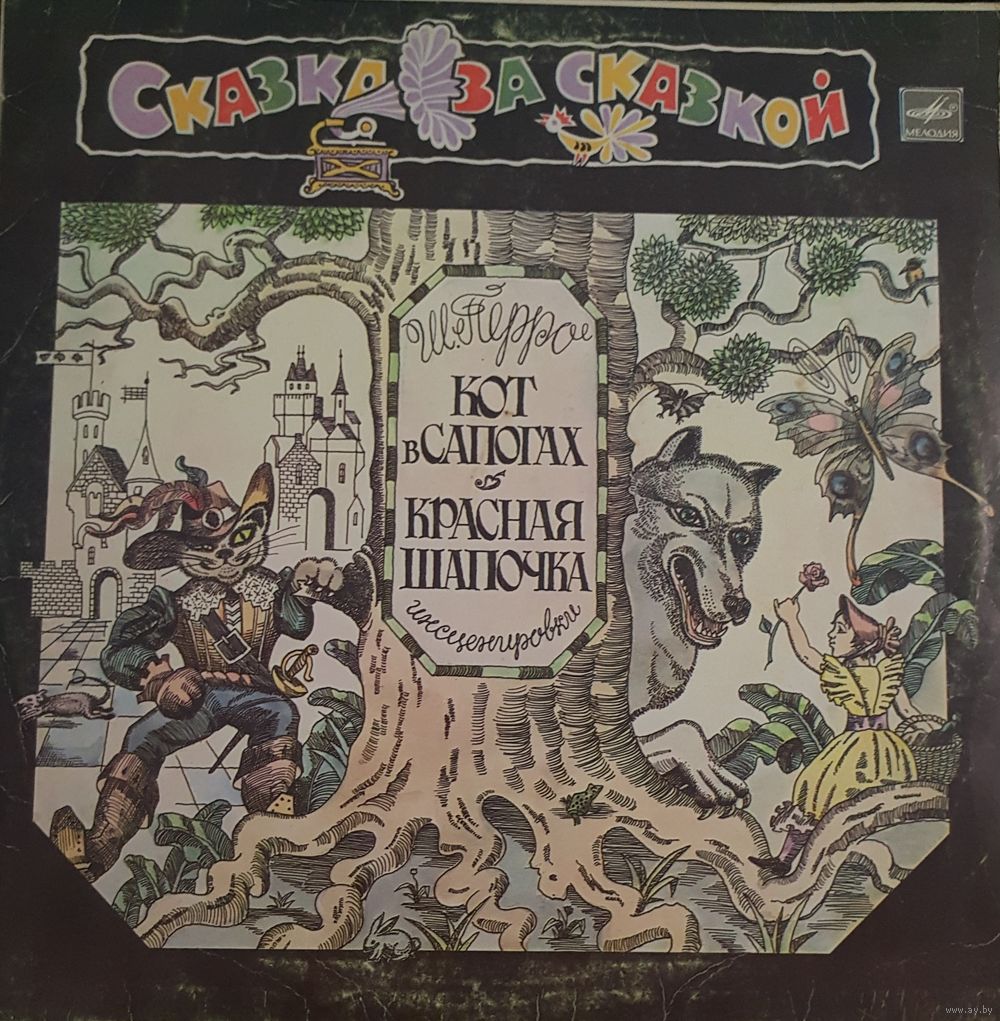 Сказка за сказкой
МЕЛОДИЯ
Ш. Перро
КОТ
в САПОГАХ
КРАСНАЯ
ШАПОЧКА
инсценировки
www.ay.by